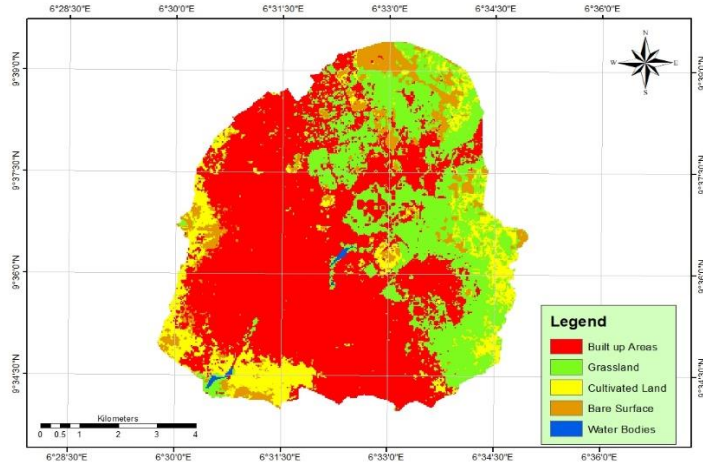 6°28'30"E 6°30'0"E 6°31'30"E 6°33'0"E 6°34'30"E 6°36'0"E
N
W E
S
9°39'0"N 9°39'0"N
9°37'30"N 9°37'30"N
9°36'0"N 9°36'0"N
9°34'30"N 9°34'30"N
Legend
Built up Areas
Grassland
Cultivated Land
Bare Surface
Water Bodies
Kilometers
0 0.5 1 2 3 4
6°28'30"E 6°30'0"E 6°31'30"E 6°33'0"E 6°34'30"E 6°36'0"E